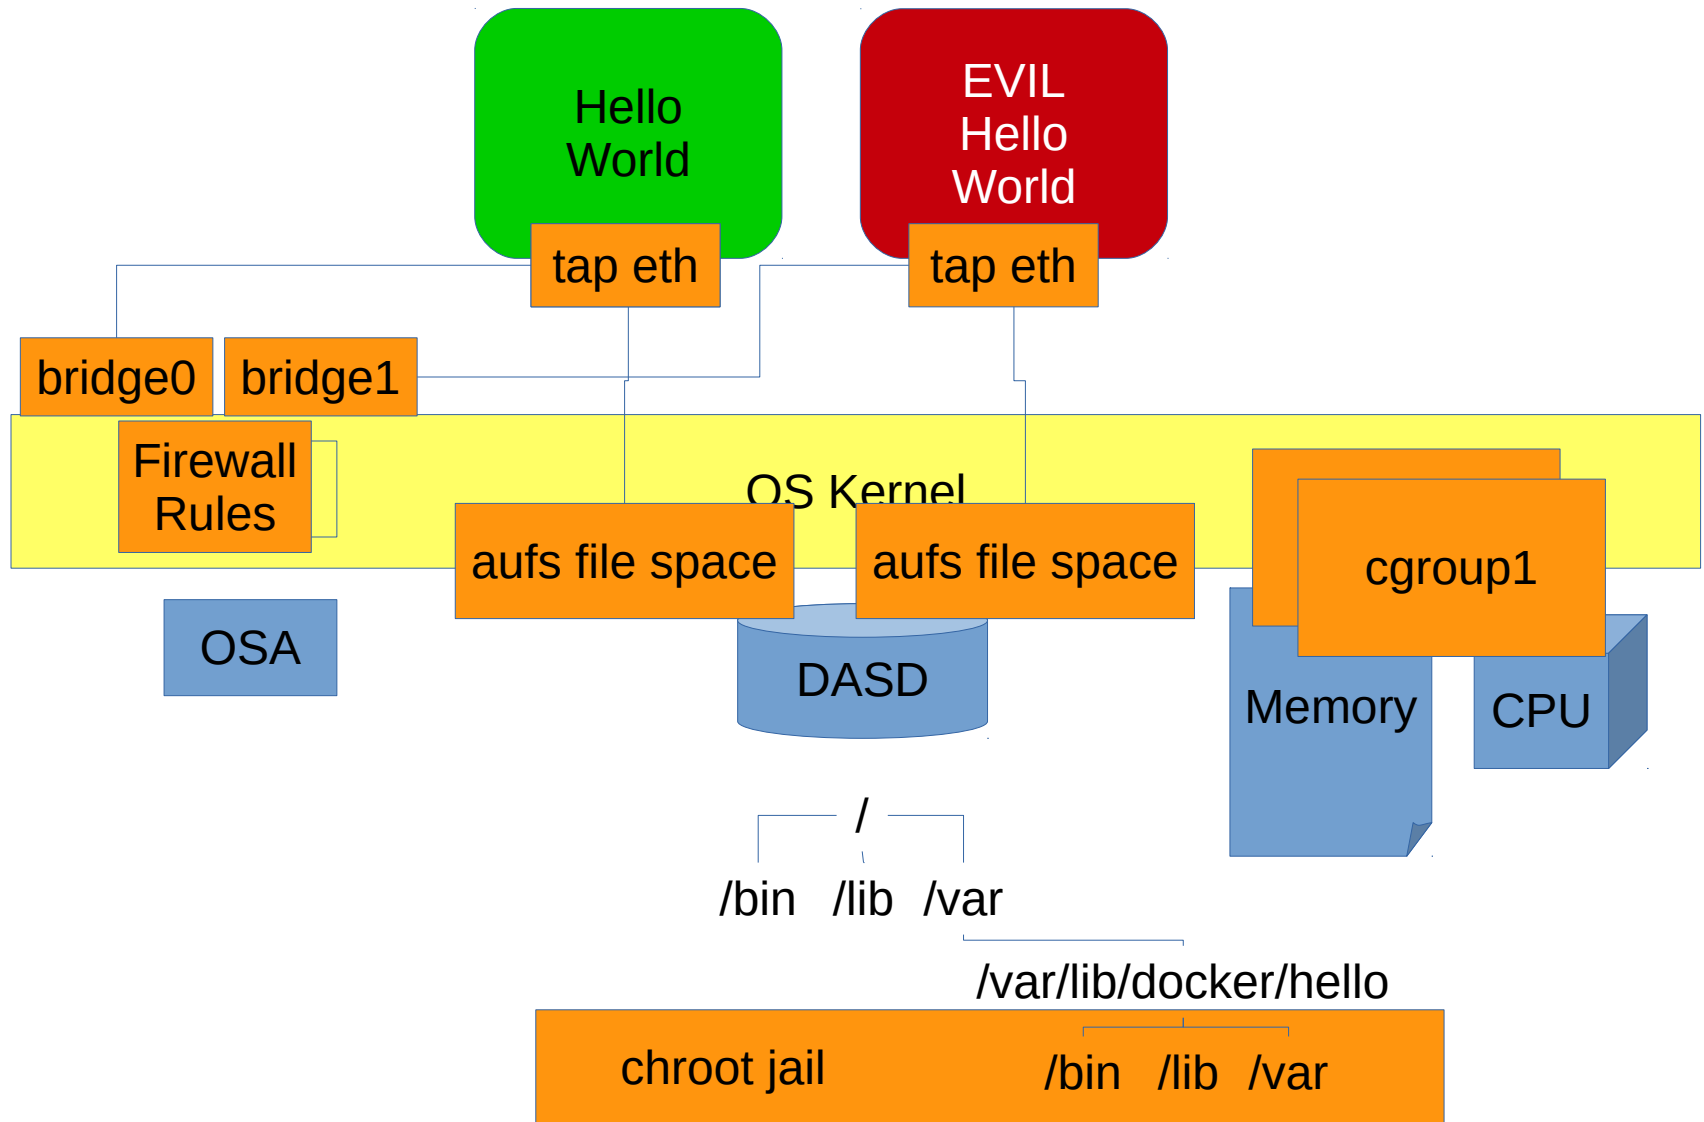 Hello
World
EVIL
Hello
World
tap eth
tap eth
bridge0
bridge1
Firewall
Rules
OS Kernel
aufs file space
aufs file space
cgroup1
OSA
DASD
Memory
CPU
/
/bin /lib /var
/var/lib/docker/hello
chroot jail
/bin /lib /var